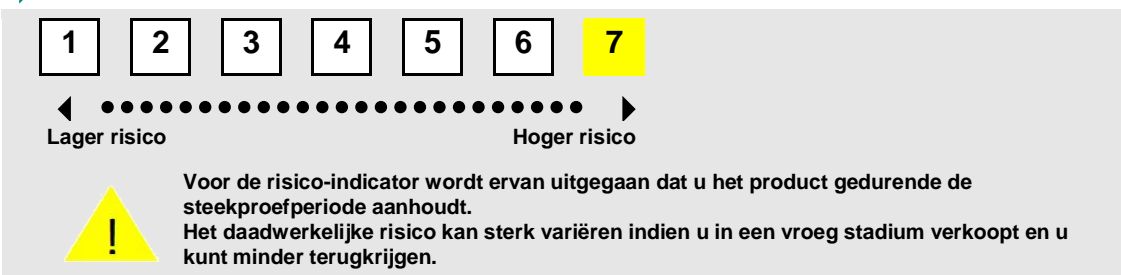 1 2 3 4 5 6 7
Lager risico Hoger risico
Voor de risico-indicator wordt ervan uitgegaan dat u het product gedurende de
steekproefperiode aanhoudt.
Het daadwerkelijke risico kan sterk variëren indien u in een vroeg stadium verkoopt en u
! kunt minder terugkrijgen.